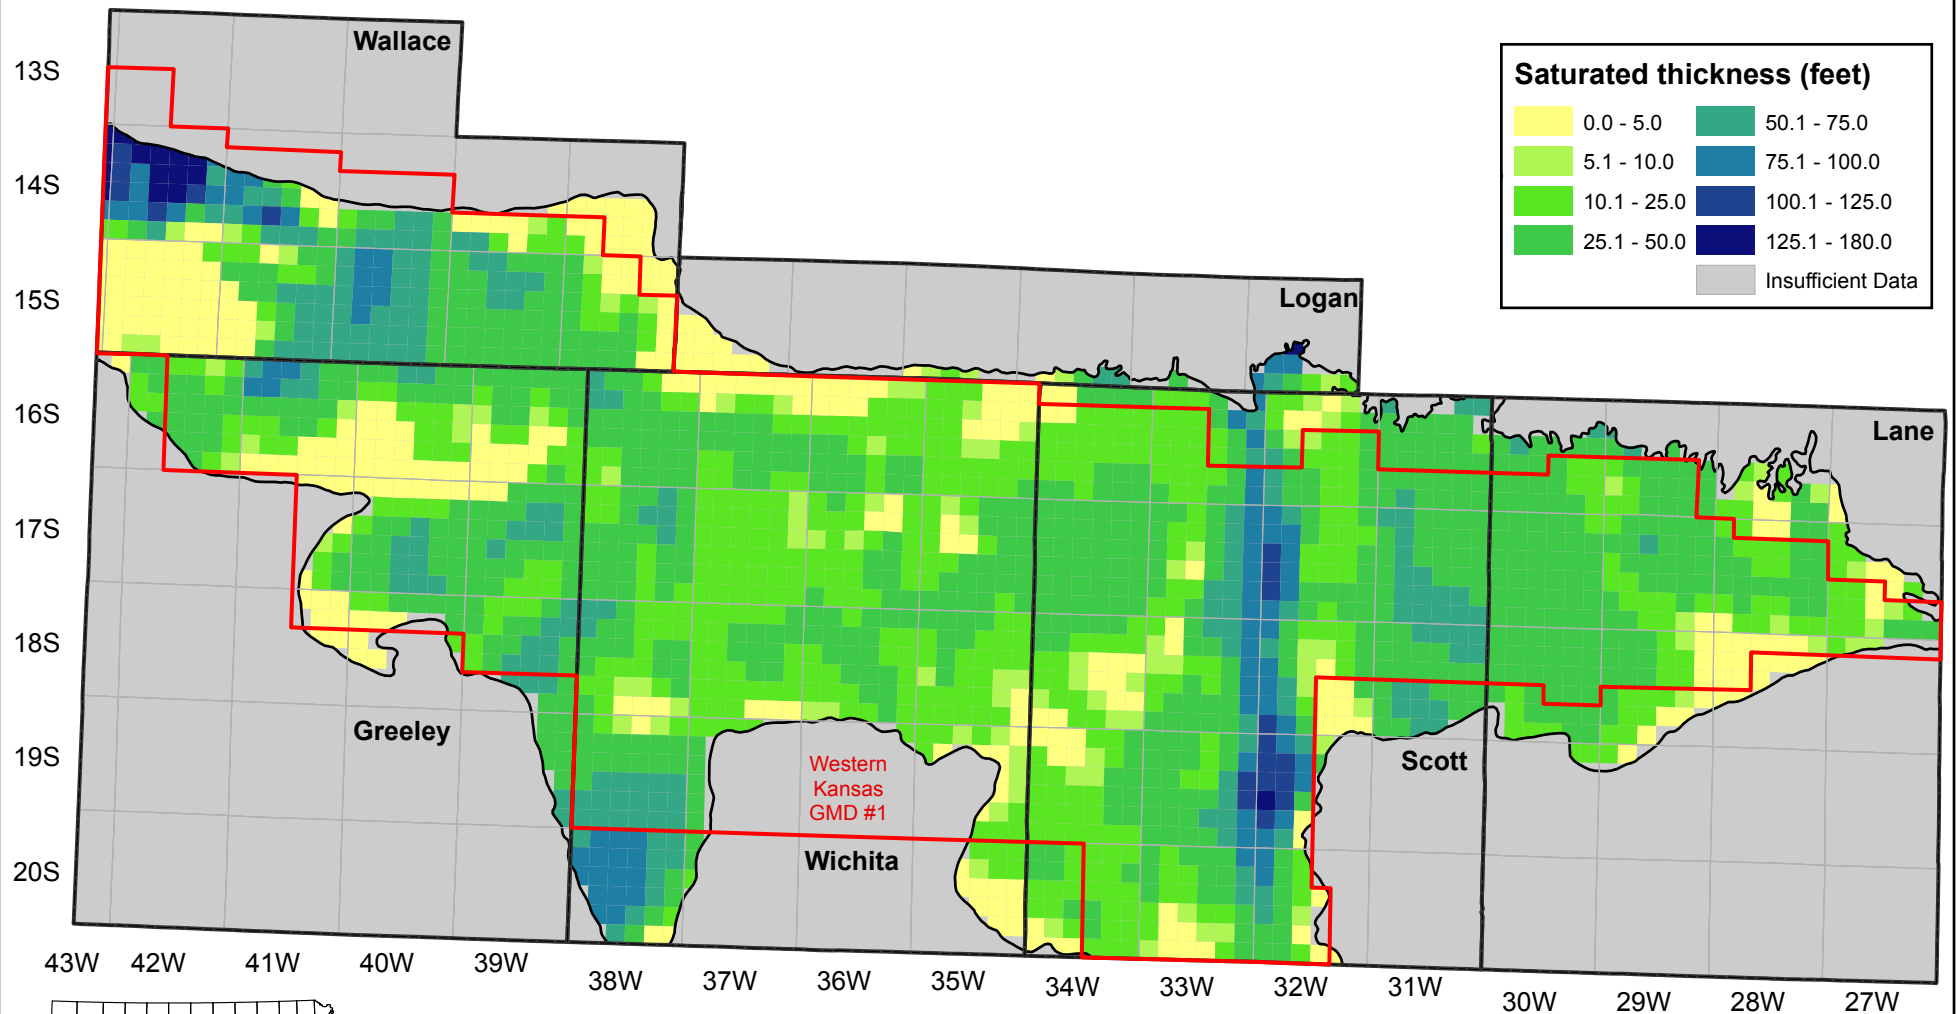 Wallace
13S
14S
15S
16S
17S
18S
19S
20S
Saturated thickness (feet)
0.0 - 5.0
5.1 - 10.0
10.1 - 25.0
25.1 - 50.0
50.1 - 75.0
75.1 - 100.0
100.1 - 125.0
125.1 - 180.0
Insufficient Data
Logan
Lane
Greeley
Western
Kansas
GMD #1
Wichita
Scott
43W
42W
41W
40W
39W
38W
37W
36W
35W
34W
33W
32W
31W
30W
29W
28W
27W